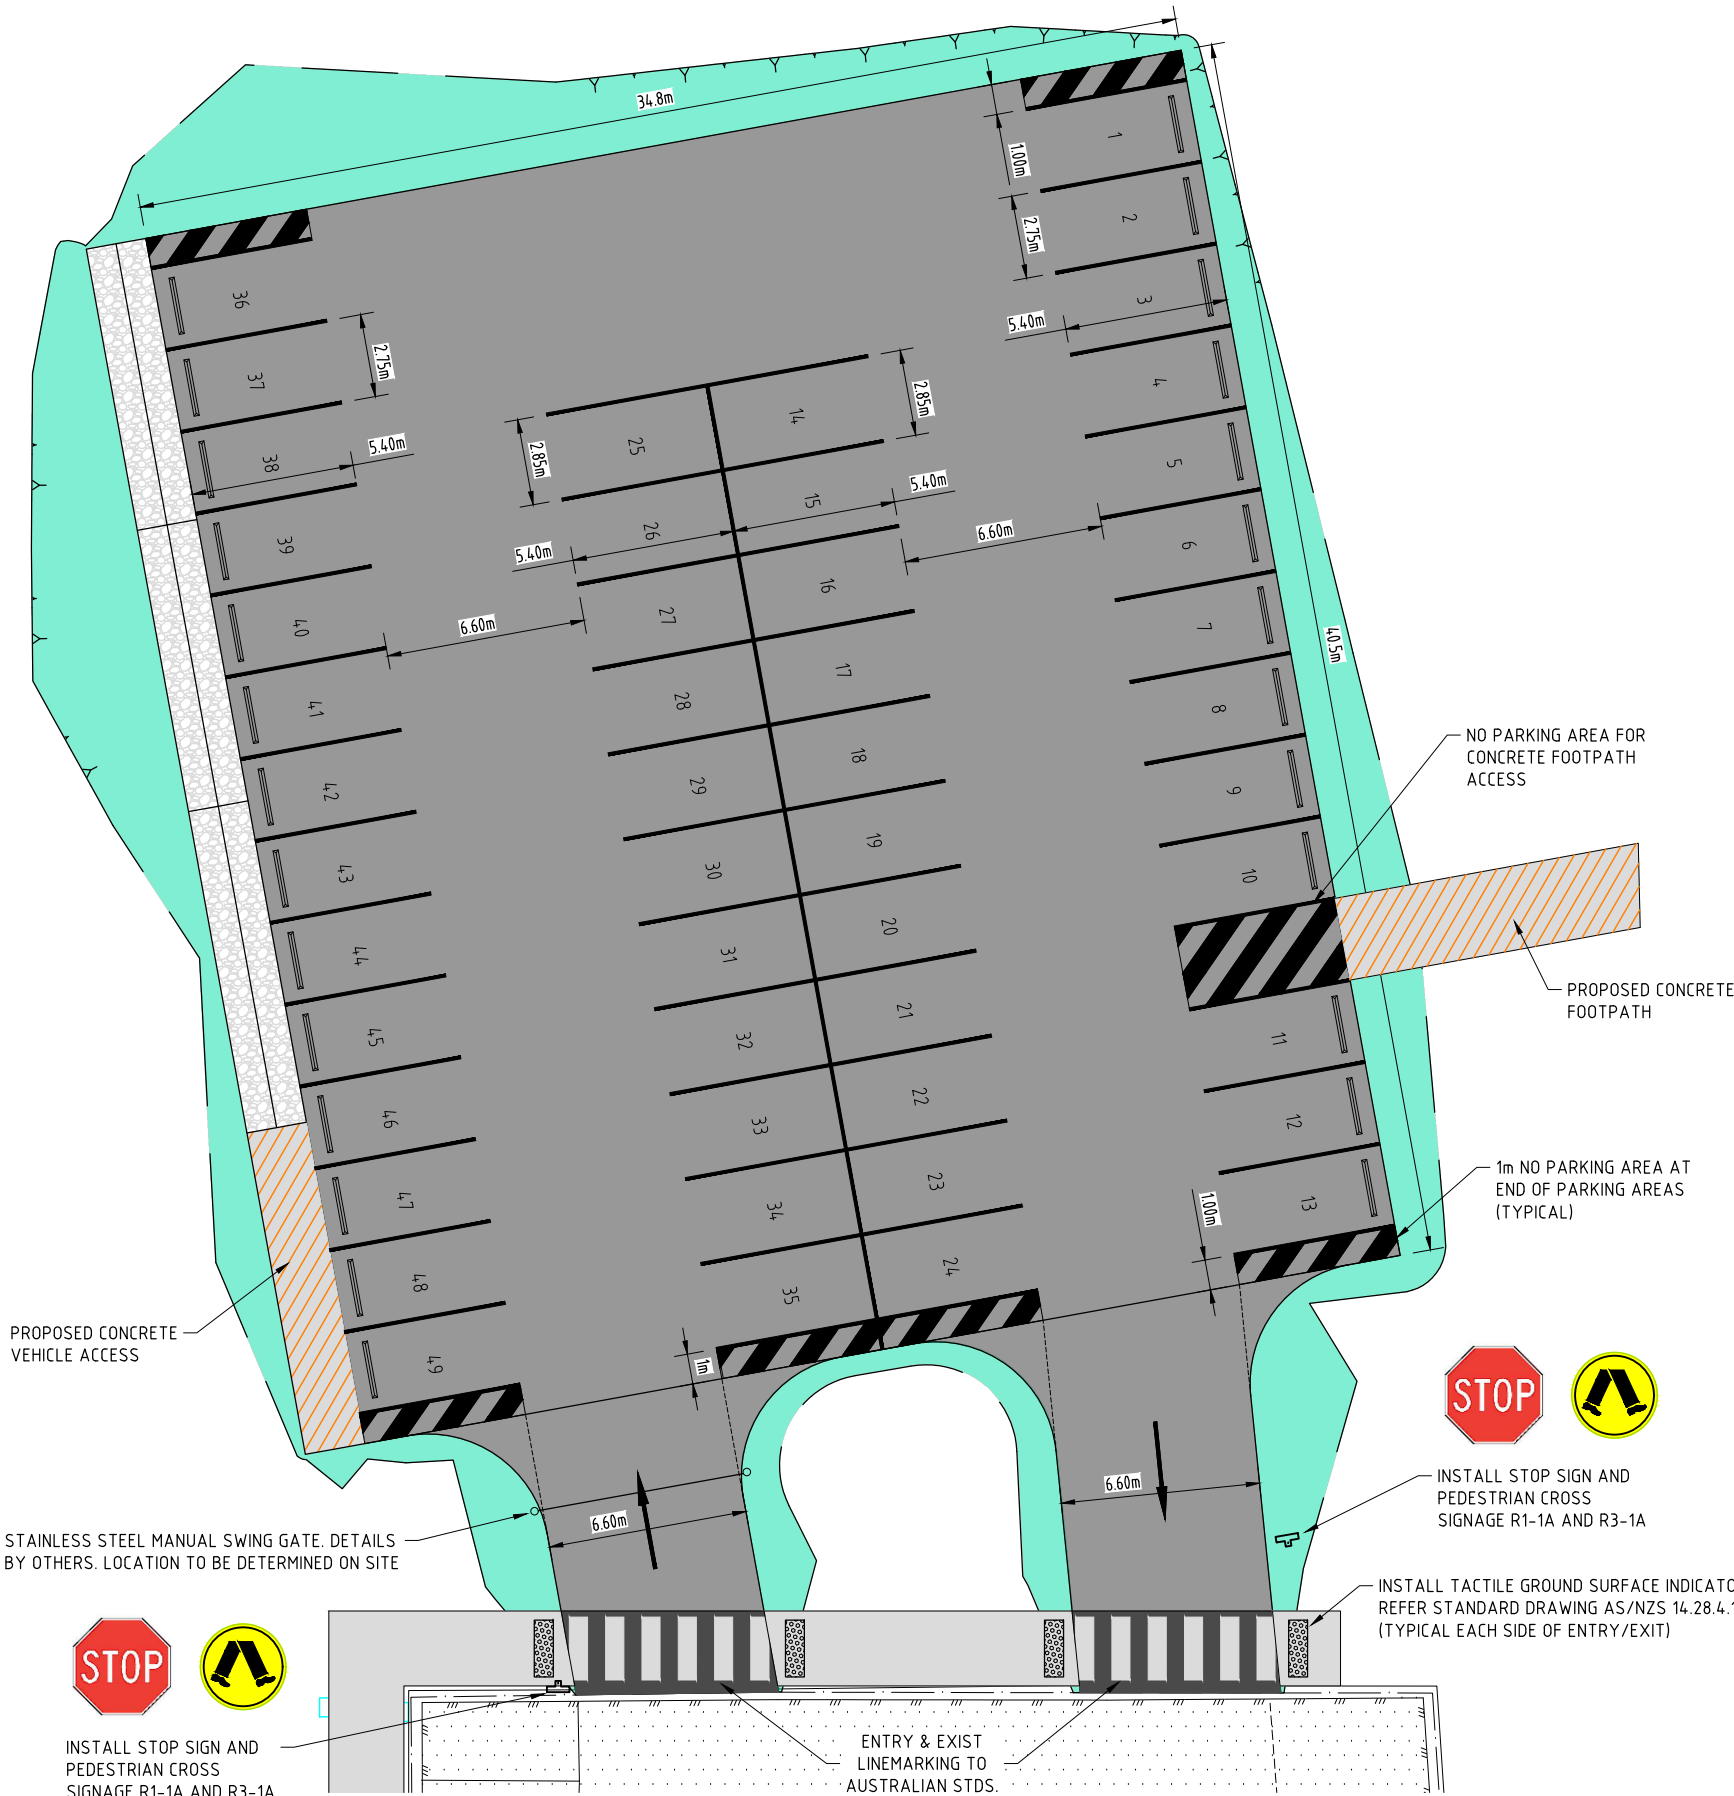 34.8m
1.00m
2.75m
5.40m
2.75m
5.40m
2.85m
2.85m
5.40m
5.40m
6.60m
6.60m
40.5m
1
2
3
4
5
6
7
8
9
10
11
12
13
14
15
16
17
18
19
20
21
22
23
24
25
26
27
28
29
30
31
32
33
34
35
36
37
38
39
40
41
42
43
44
45
46
47
48
49
NO PARKING AREA FOR
CONCRETE FOOTPATH
ACCESS
PROPOSED CONCRETE
FOOTPATH
1m NO PARKING AREA AT
END OF PARKING AREAS
(TYPICAL)
1.00m
1m
PROPOSED CONCRETE
VEHICLE ACCESS
STOP
INSTALL STOP SIGN AND
PEDESTRIAN CROSS
SIGNAGE R1-1A AND R3-1A
6.60m
6.60m
STAINLESS STEEL MANUAL SWING GATE. DETAILS
BY OTHERS. LOCATION TO BE DETERMINED ON SITE
INSTALL TACTILE GROUND SURFACE
REFER STANDARD DRAWING AS/NZS
(TYPICAL EACH SIDE OF ENTRY/EXIT)
STOP
INSTALL STOP SIGN AND
PEDESTRIAN CROSS
SIGNAGE R1-1A AND R3-1A
ENTRY & EXIST
LINEMARKING TO
AUSTRALIAN STDS.